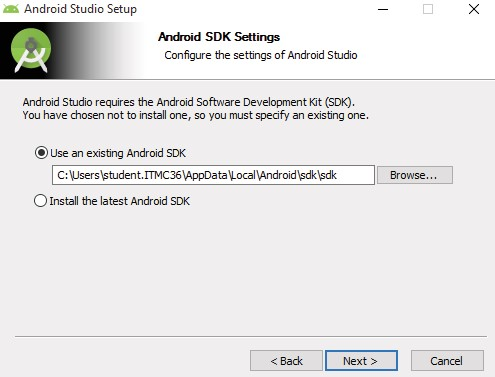 Android Studio Setup
Android SDK Settings
Configure the settings of Android Studio
Android Studio requires the Android Software Development Kit (SDK).
You have chosen not to install one, so you must specify an existing one.
Use an existing Android SDK
C:\Users\student.ITMC36\AppData\Local\Android\sdk\sdk
Browse...
Install the latest Android SDK
< Back
Next >
Cancel